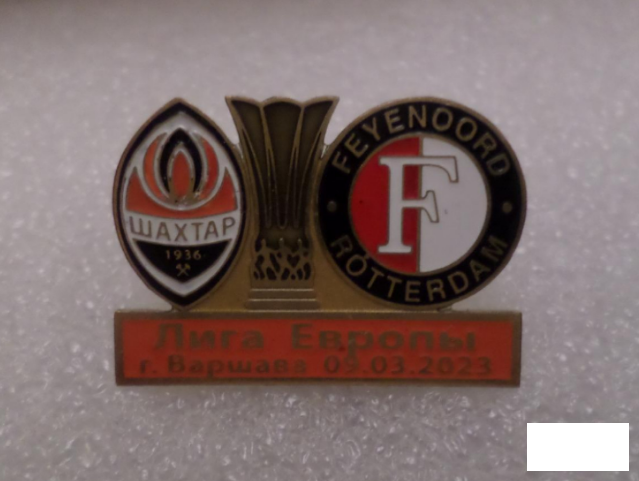 ШАХТАР
1936
FEYENOORD
F
ROTTERDAM
Лига Европы
г. Варшава 09.03.2023